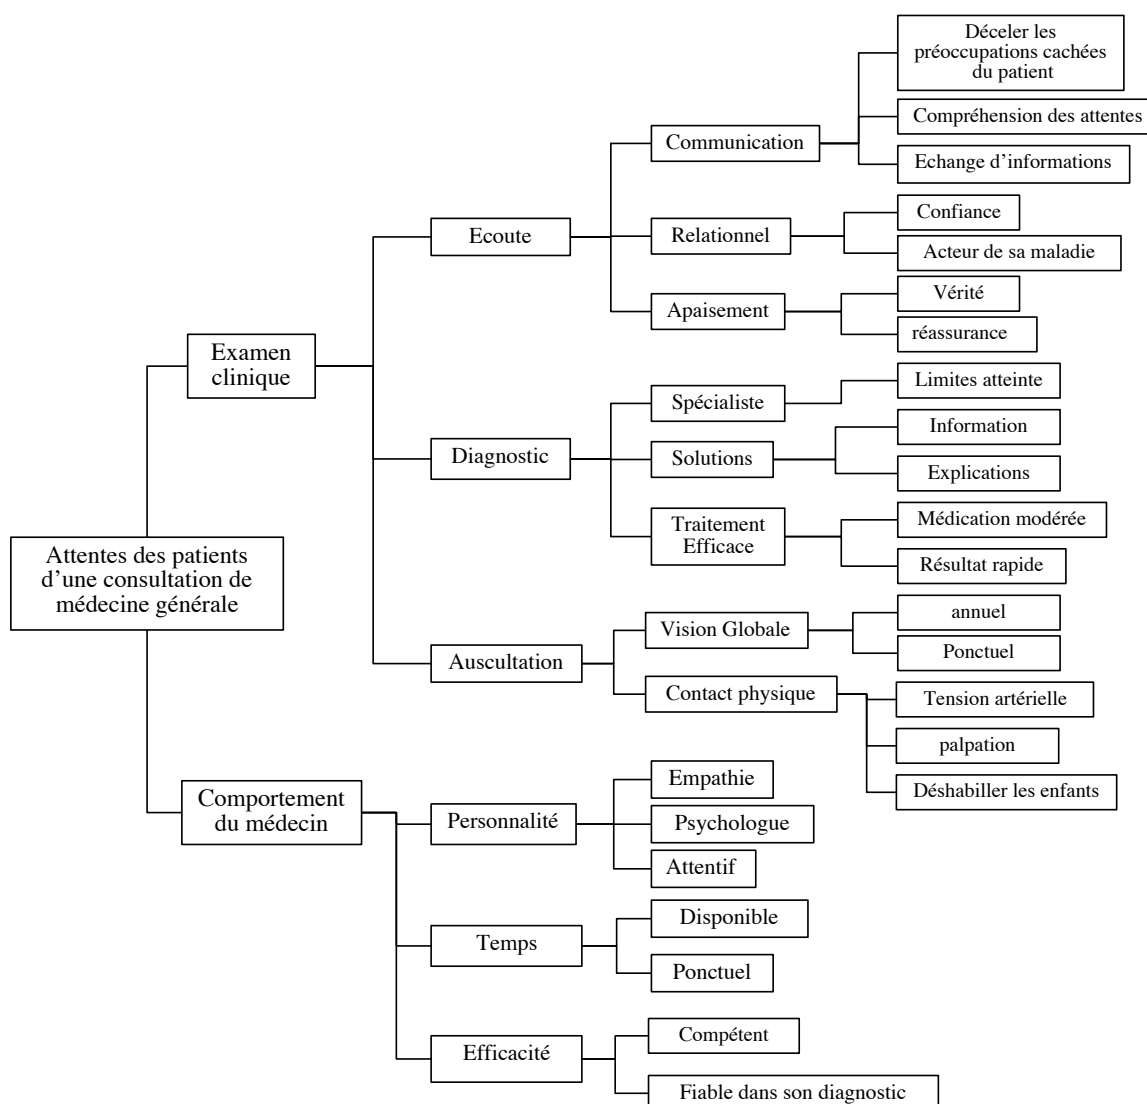 Déceler les
préoccupations cachées
du patient
Compréhension des attentes
Communication
Echange d’informations
Confiance
Ecoute
Relationnel
Acteur de sa maladie
Vérité
Apaisement
réassurance
Examen
clinique
Limites atteinte
Spécialiste
Information
Diagnostic
Solutions
Explications
Médication modérée
Traitement
Efficace
Résultat rapide
Attentes des patients
d’une consultation de
médecine générale
annuel
Vision Globale
Ponctuel
Auscultation
Contact physique
Tension artérielle
palpation
Déshabiller les enfants
Comportement
du médecin
Empathie
Personnalité
Psychologue
Attentif
Disponible
Temps
Ponctuel
Compétent
Efficacité
Fiable dans son diagnostic